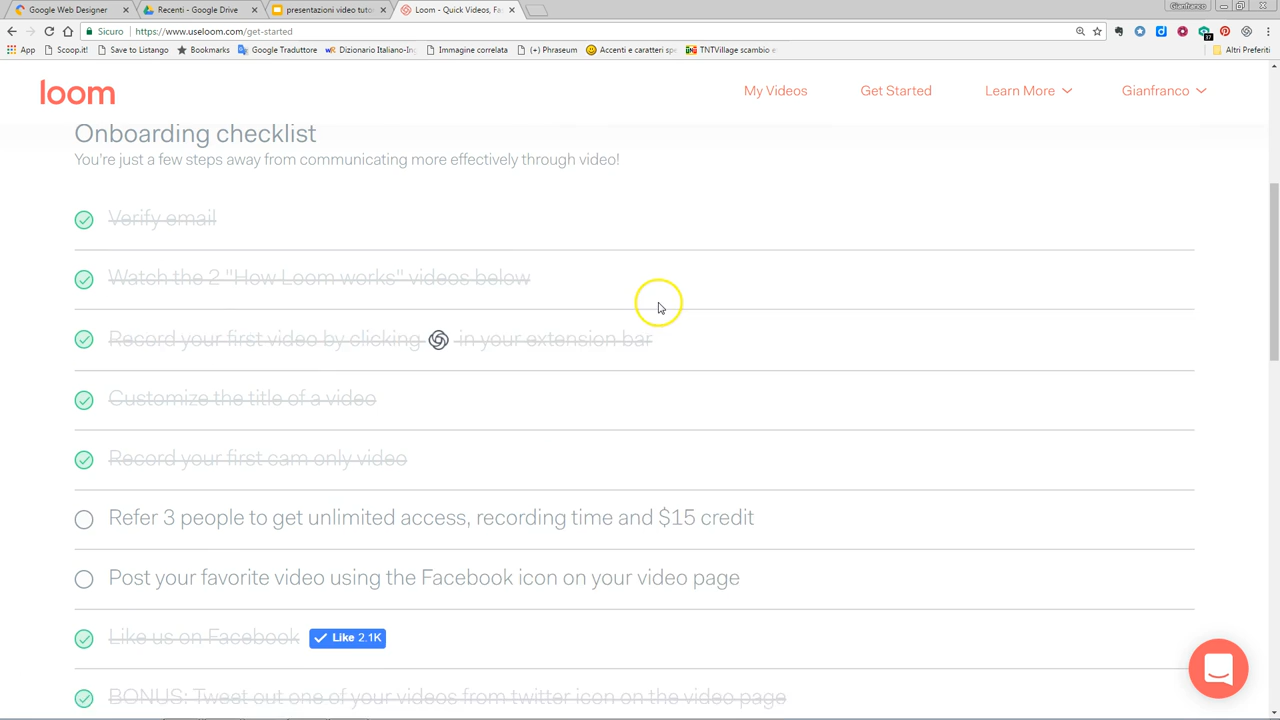 Google Web Designer
Recenti - Google Drive
presentazioni video tuto
Loom - Quick Videos, Fa
Gianfranco
Sicuro
https://www.useloom.com/get-started
App
Scoop.it!
Save to Listango
Bookmarks
Google Traduttore
Dizionario Italiano-Ing
Immagine correlata
(+) Phraseum
Accenti e caratteri spe
TNTVillage scambio e
Altri Preferiti
loom
My Videos
Get Started
Learn More
Gianfranco
Onboarding checklist
You're just a few steps away from communicating more effectively through video!
Verify email
Watch the 2 "How Loom works" videos below
Record your first video by clicking in your extension bar
Customize the title of a video
Record your first cam only video
Refer 3 people to get unlimited access, recording time and $15 credit
Post your favorite video using the Facebook icon on your video page
Like us on Facebook
Like 2.1K
BONUS: Tweet out one of your videos from twitter icon on the video page